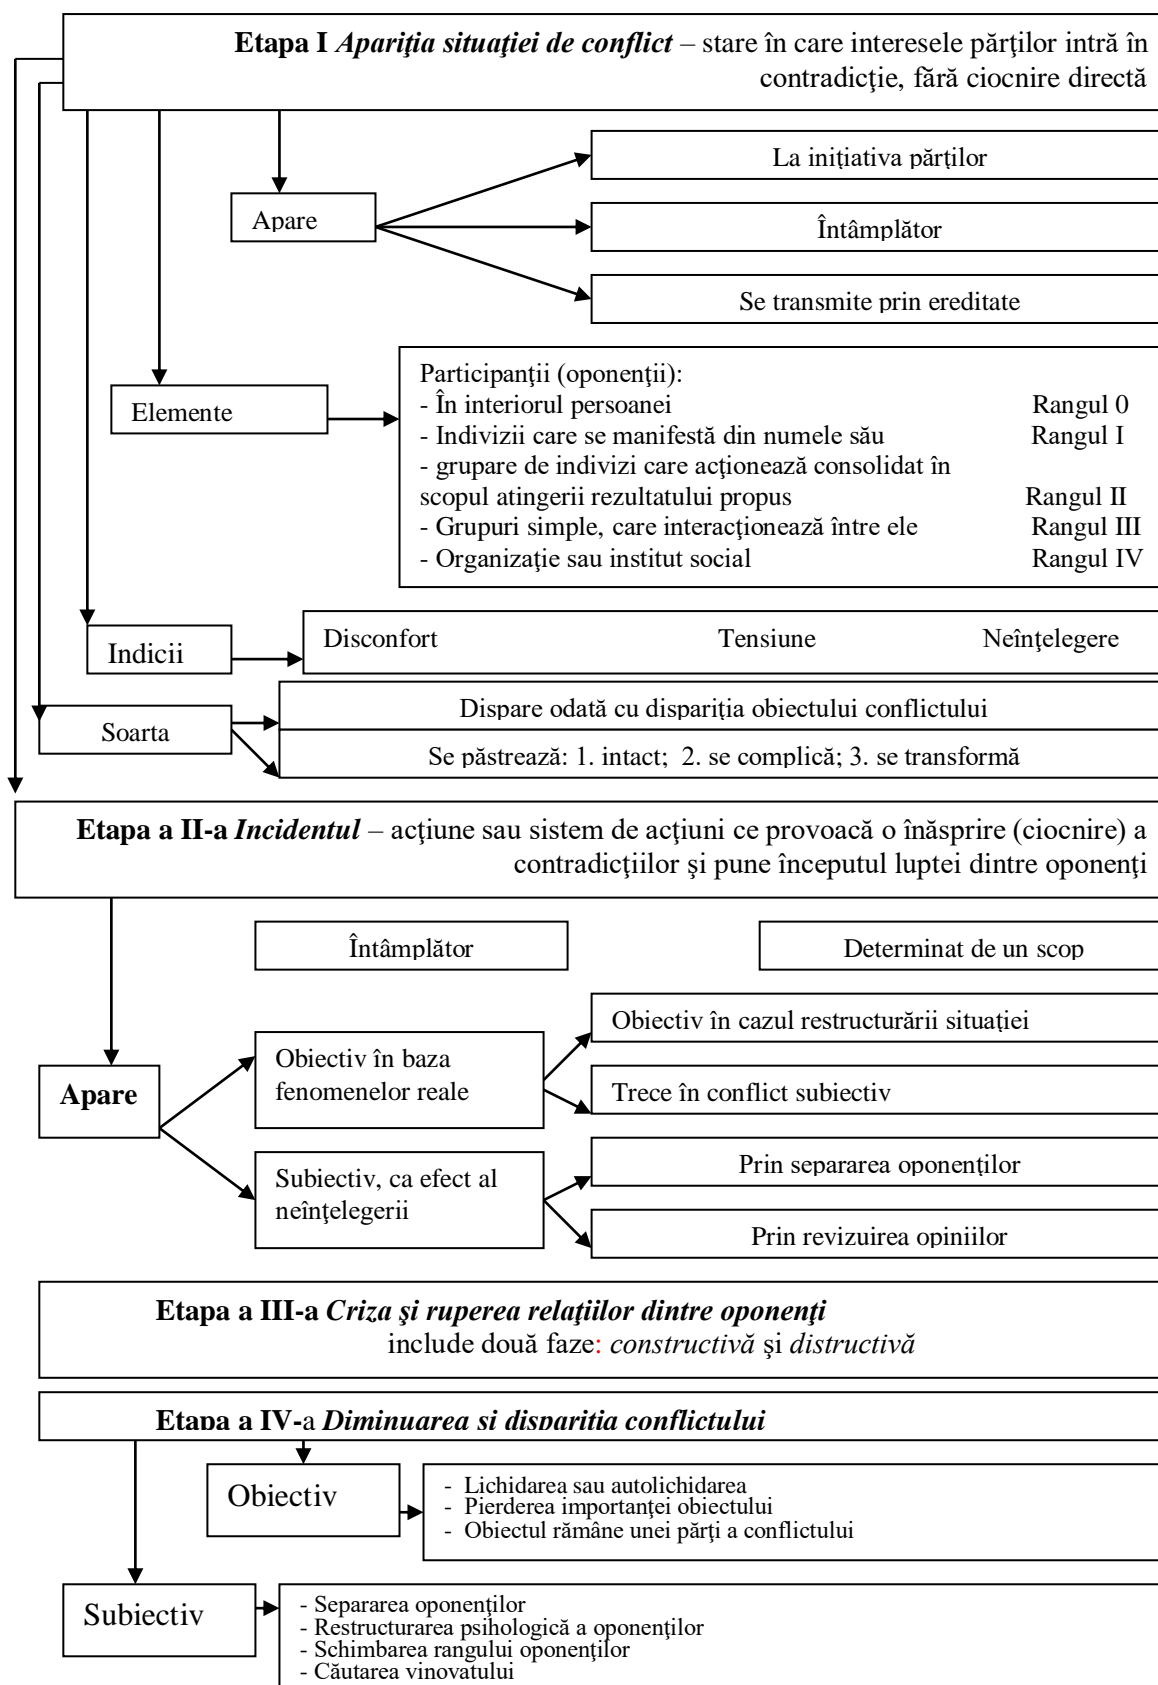 Etapa I Apariţia situaţiei de conflict – stare în care interesele părţilor intră în
contradicţie, fără ciocnire directă
La iniţiativa părţilor
Apare
Întâmplător
Se transmite prin ereditate
Elemente
Participanţii (oponenţii):
- În interiorul persoanei Rangul 0
- Indivizii care se manifestă din numele său Rangul I
- grupare de indivizi care acţionează consolidat în
scopul atingerii rezultatului propus Rangul II
- Grupuri simple, care interacţionează între ele Rangul III
- Organizaţie sau institut social Rangul IV
Indicii
Disconfort Tensiune Neînţelegere
Soarta
Dispare odată cu dispariţia obiectului conflictului
Se păstrează: 1. intact; 2. se complică; 3. se transformă
Etapa a II-a Incidentul – acţiune sau sistem de acţiuni ce provoacă o înăsprire (ciocnire) a
contradicţiilor şi pune începutul luptei dintre oponenţi
Întâmplător
Determinat de un scop
Apare
Obiectiv în baza
fenomenelor reale
Obiectiv în cazul restructurării situaţiei
Trece în conflict subiectiv
Subiectiv, ca efect al
neînţelegerii
Prin separarea oponenţilor
Prin revizuirea opiniilor
Etapa a III-a Criza şi ruperea relaţiilor dintre oponenţi
include două faze: constructivă şi distructivă
Etapa a IV-a Diminuarea si disparitia conflictului
Obiectiv
- Lichidarea sau autolichidarea
- Pierderea importanţei obiectului
- Obiectul rămâne unei părţi a conflictului
Subiectiv
- Separarea oponenţilor
- Restructurarea psihologică a oponenţilor
- Schimbarea rangului oponenţilor
- Căutarea vinovatului